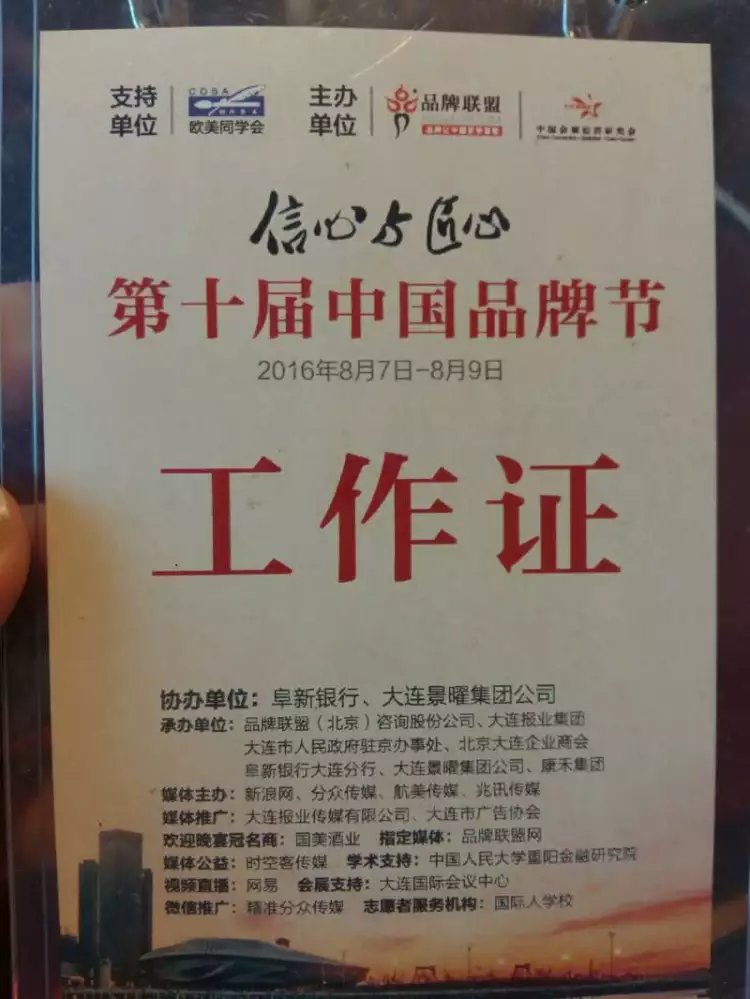 支持单位
COSA
欧美同学会
主办单位
品牌联盟
信心与匠心
第十届中国品牌节
2016年8月7日-8月9日
工作证
协办单位：阜新银行、大连景曜集团公司
承办单位：品牌联盟（北京）咨询股份公司、大连报业集团
大连市人民政府驻京办事处、北京大连企业商会
阜新银行大连分行、大连景曜集团公司、康禾集团
媒体主办：新浪网、分众传媒、航美传媒、兆讯传媒
媒体推广：大连报业传媒有限公司、大连市广告协会
欢迎晚宴冠名商：国美酒业 指定媒体：品牌联盟网
媒体公益：时空客传媒 学术支持：中国人民大学重阳金融研究院
视频直播：网易 会展支持：大连国际会议中心
微信推广：精准分众传媒 志愿者服务机构：国际人学校